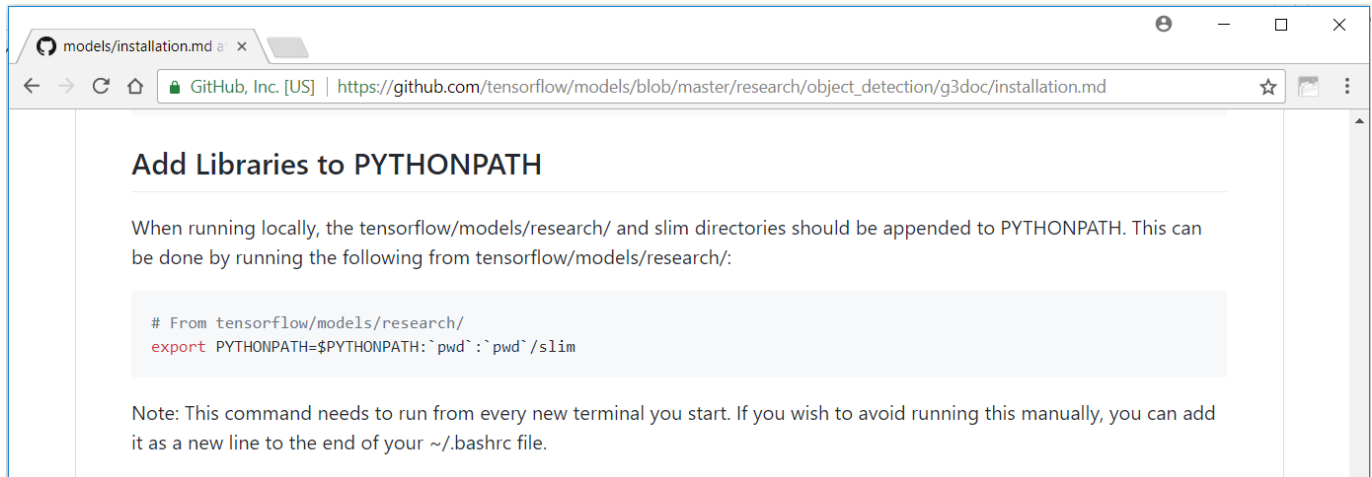 models/installation.md a
GitHub, Inc. [US] | https://github.com/tensorflow/models/blob/master/research/object_detection/g3doc/installation.md
Add Libraries to PYTHONPATH
When running locally, the tensorflow/models/research/ and slim directories should be appended to PYTHONPATH. This can
be done by running the following from tensorflow/models/research/:
# From tensorflow/models/research/
export PYTHONPATH=$PYTHONPATH:`pwd`:`pwd`/slim
Note: This command needs to run from every new terminal you start. If you wish to avoid running this manually, you can add
it as a new line to the end of your ~/.bashrc file.